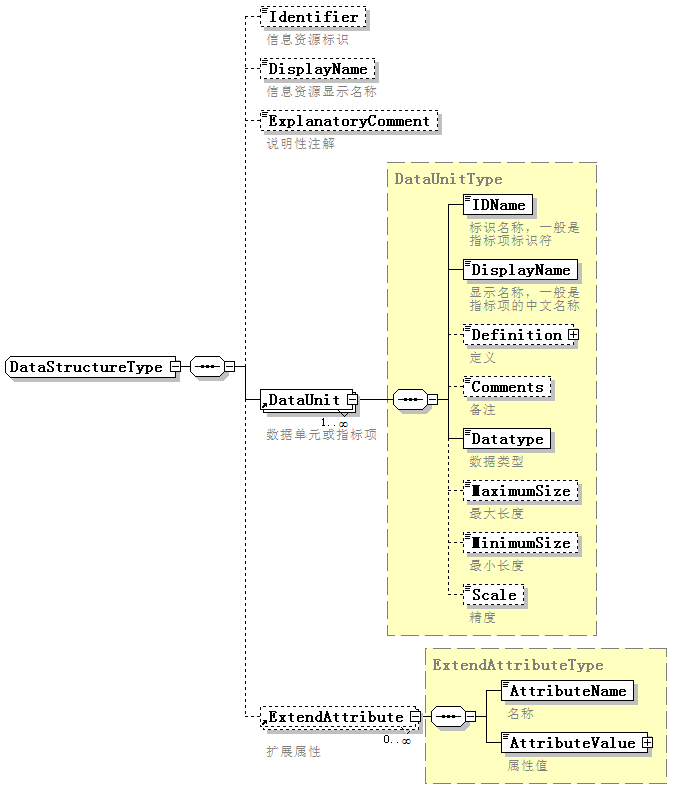 Identifier
信息资源标识
DisplayName
信息资源显示名称
ExplanatoryComment
说明性注解
DataUnitType
IDName
标识名称，一般是
指标项标识符
DisplayName
显示名称，一般是
指标项的中文名称
Definition
定义
DataStructureType
Comments
备注
DataUnit
1..∞
数据单元或指标项
Datatype
数据类型
MaximumSize
最大长度
MinimumSize
最小长度
Scale
精度
ExtendAttributeType
AttributeName
名称
ExtendAttribute
0..∞
扩展属性
AttributeValue
属性值